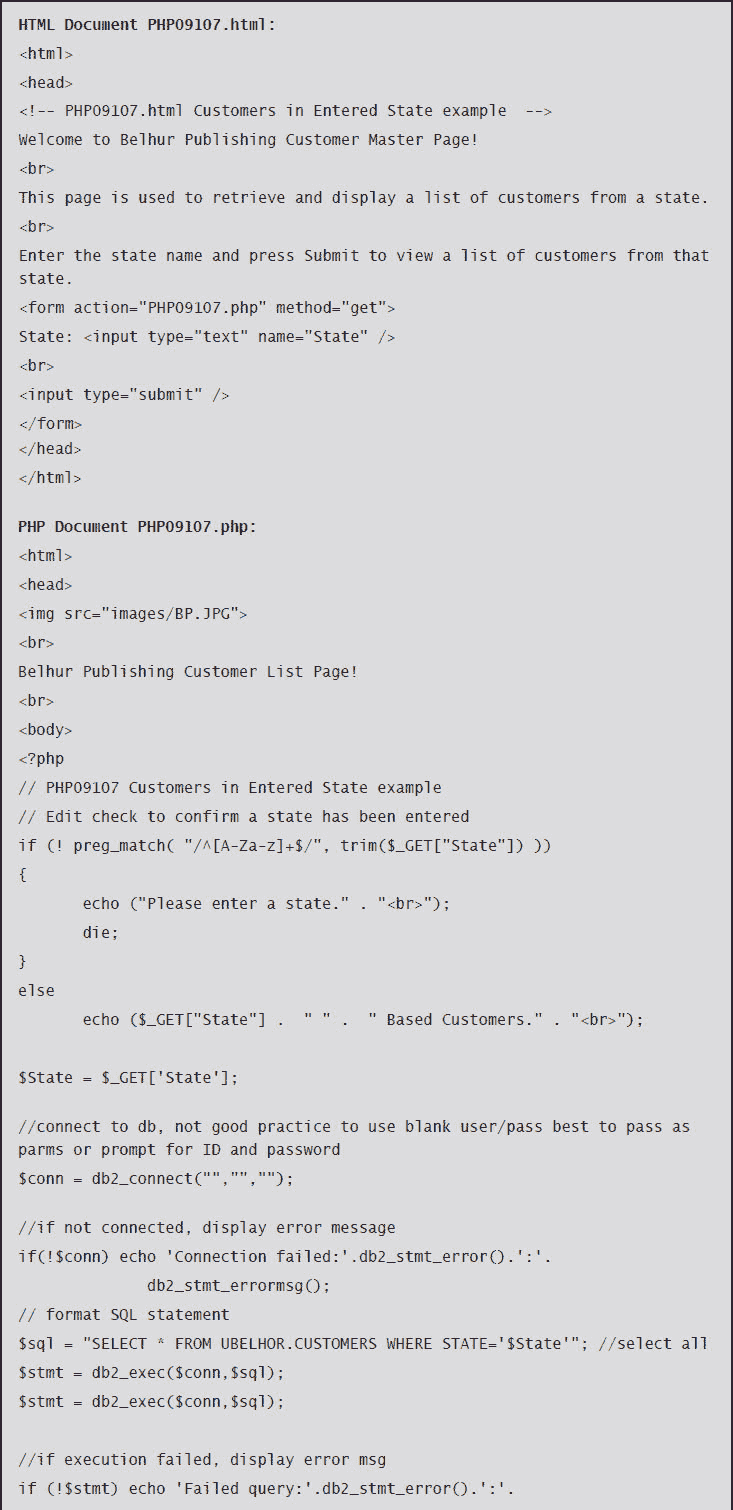 HTML Document PHP09107.html:
<html>
<head>
<!-- PHP09107.html Customers in Entered State example  -->
Welcome to Belhur Publishing Customer Master Page!
<br>
This page is used to retrieve and display a list of customers from a state.
<br>
Enter the state name and press Submit to view a list of customers from that
state.
<form action="PHP09107.php" method="get">
State: <input type="text" name="State" />
<br>
<input type="submit" />
</form>
</head>
</html>
PHP Document PHP09107.php:
<html>
<head>
<img src="images/BP.JPG">
<br>
Belhur Publishing Customer List Page!
<br>
<body>
<?php
// PHP09107 Customers in Entered State example
// Edit check to confirm a state has been entered
if (! preg_match( "/^[A-Za-z]+$/", trim($_GET["State"]) ))
{
echo ("Please enter a state." . "<br>");
die;
}
else
echo ($_GET["State"] .  " " .  " Based Customers." . "<br>");
$State = $_GET['State'];
//connect to db, not good practice to use blank user/pass best to pass as
parms or prompt for ID and password
$conn = db2_connect("","","");
//if not connected, display error message
if(!$conn) echo 'Connection failed:'.db2_stmt_error().':'.
db2_stmt_errormsg();
// format SQL statement
$sql = "SELECT * FROM UBELHOR.CUSTOMERS WHERE STATE='$State'"; //select all
$stmt = db2_exec($conn,$sql);
$stmt = db2_exec($conn,$sql);
//if execution failed, display error msg
if (!$stmt) echo 'Failed query:'.db2_stmt_error().':'.